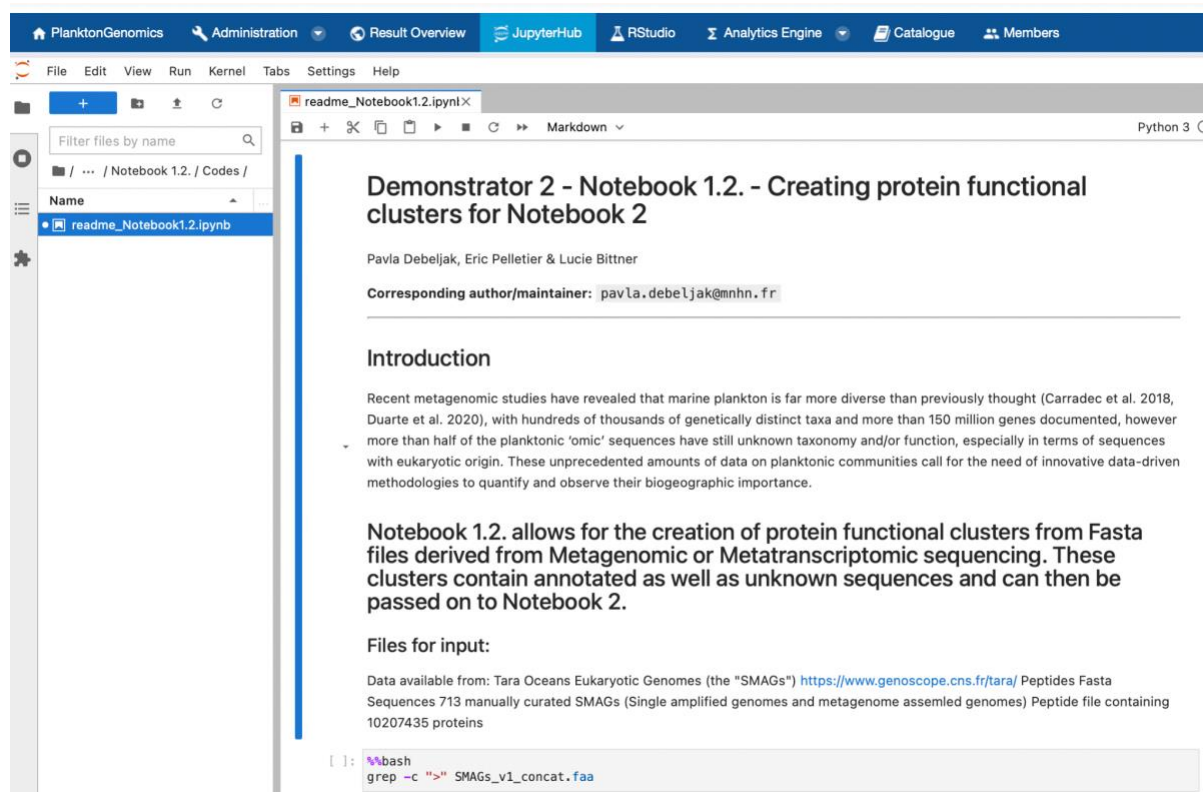 PlanktonGenomics Administration Result Overview JupyterHub RStudio Σ Analytics Engine Catalogue Members
File Edit View Run Kernel Tabs Settings Help
readme_Notebook1.2.ipynb
Filter files by name
Markdown
Python 3
/ ··· / Notebook 1.2. / Codes /
Name
readme_Notebook1.2.ipynb
Demonstrator 2 - Notebook 1.2. - Creating protein functional
clusters for Notebook 2
Pavla Debeljak, Eric Pelletier & Lucie Bittner
Corresponding author/maintainer: pavla.debeljak@mnhn.fr
Introduction
Recent metagenomic studies have revealed that marine plankton is far more diverse than previously thought (Carradec et al. 2018,
Duarte et al. 2020), with hundreds of thousands of genetically distinct taxa and more than 150 million genes documented, however
more than half of the planktonic ‘omic’ sequences have still unknown taxonomy and/or function, especially in terms of sequences
with eukaryotic origin. These unprecedented amounts of data on planktonic communities call for the need of innovative data-driven
methodologies to quantify and observe their biogeographic importance.
Notebook 1.2. allows for the creation of protein functional clusters from Fasta
files derived from Metagenomic or Metatranscriptomic sequencing. These
clusters contain annotated as well as unknown sequences and can then be
passed on to Notebook 2.
Files for input:
Data available from: Tara Oceans Eukaryotic Genomes (the "SMAGs") https://www.genoscope.cns.fr/tara/ Peptides Fasta
Sequences 713 manually curated SMAGs (Single amplified genomes and metagenome assemled genomes) Peptide file containing
10207435 proteins
[ ]: %%bash
grep -c ">" SMAGs_v1_concat.faa